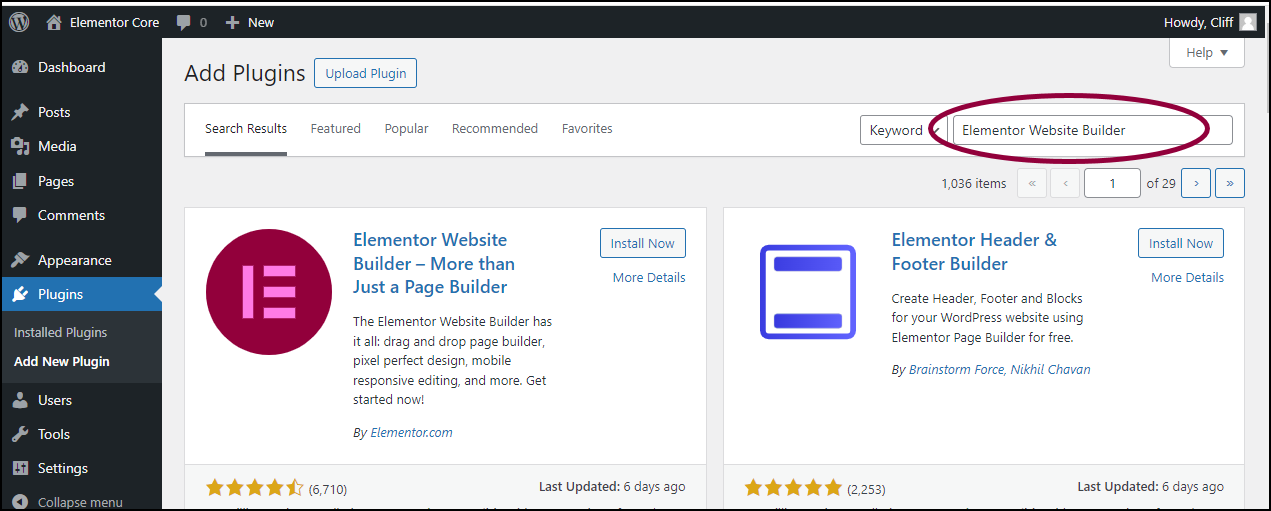 Elementor Core 0 New Howdy, Cliff
Help
Dashboard
Posts
Media
Pages
Comments
Appearance
Plugins
Installed Plugins
Add New Plugin
Users
Tools
Settings
Collapse menu
Add Plugins Upload Plugin
Search Results Featured Popular Recommended Favorites Keyword Elementor Website Builder
1,036 items « ‹ 1 of 29 › »
Elementor Website
Builder – More than
Just a Page Builder
Install Now
More Details
The Elementor Website Builder has
it all: drag and drop page builder,
pixel perfect design, mobile
responsive editing, and more. Get
started now!
By Elementor.com
(6,710)
Last Updated: 6 days ago
Elementor Header &
Footer Builder
Install Now
More Details
Create Header, Footer and Blocks
for your WordPress website using
Elementor Page Builder for free.
By Brainstorm Force, Nikhil Chavan
(2,253)
Last Updated: 6 days ago